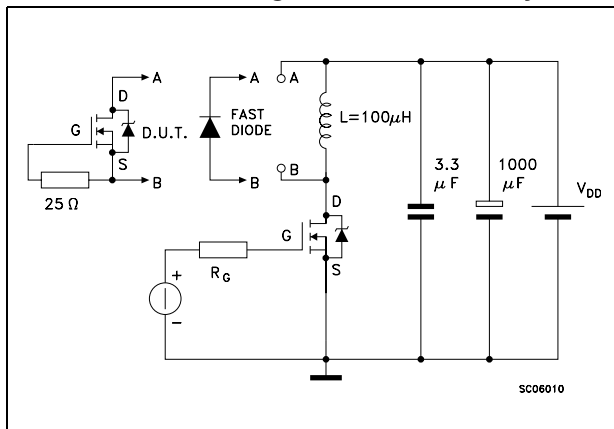 A
A
A
D
G
D.U.T.
FAST
DIODE
L=100μH
S
B
B
B
25 Ω
D
3.3
μF
1000
μF
VDD
G
S
RG
+
–
SC06010